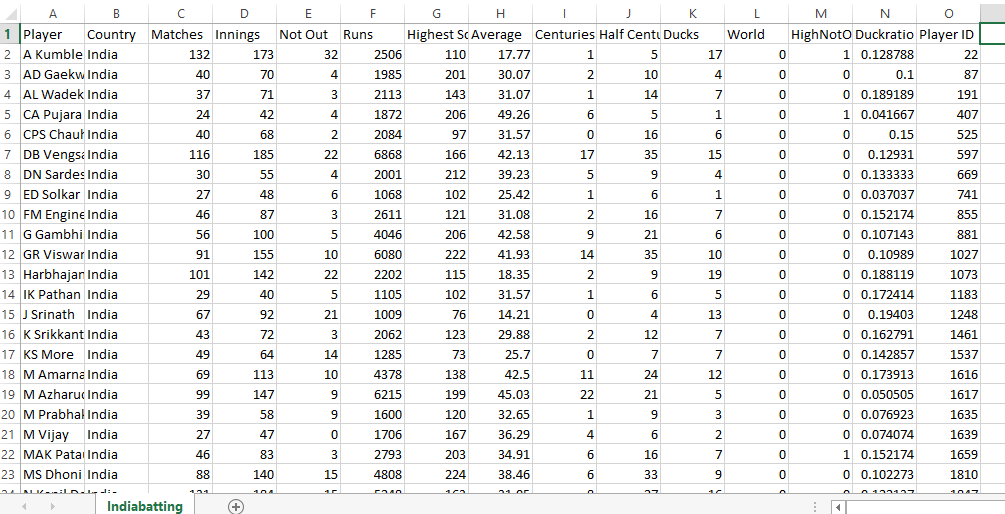 A B C D E F G H I J K L M N O
1 Player Country Matches Innings Not Out Runs Highest Sc Average Centuries Half Centu Ducks World HighNotO Duckratio Player ID
2 A Kumble India 132 173 32 2506 110 17.77 1 5 17 0 1 0.128788 22
3 AD Gaekw India 40 70 4 1985 201 30.07 2 10 4 0 0 0.1 87
4 AL Wadek India 37 71 3 2113 143 31.07 1 14 7 0 0 0.189189 191
5 CA Pujara India 24 42 4 1872 206 49.26 6 5 1 0 1 0.041667 407
6 CPS Chauh India 40 68 2 2084 97 31.57 0 16 6 0 0 0.15 525
7 DB Vengsa India 116 185 22 6868 166 42.13 17 35 15 0 0 0.12931 597
8 DN Sardes India 30 55 4 2001 212 39.23 5 9 4 0 0 0.133333 669
9 ED Solkar India 27 48 6 1068 102 25.42 1 6 1 0 0 0.037037 741
10 FM Engine India 46 87 3 2611 121 31.08 2 16 7 0 0 0.152174 855
11 G Gambhi India 56 100 5 4046 206 42.58 9 21 6 0 0 0.107143 881
12 GR Viswar India 91 155 10 6080 222 41.93 14 35 10 0 0 0.10989 1027
13 Harbhajan India 101 142 22 2202 115 18.35 2 9 19 0 0 0.188119 1073
14 IK Pathan India 29 40 5 1105 102 31.57 1 6 5 0 0 0.172414 1183
15 J Srinath India 67 92 21 1009 76 14.21 0 4 13 0 0 0.19403 1248
16 K Srikkant India 43 72 3 2062 123 29.88 2 12 7 0 0 0.162791 1461
17 KS More India 49 64 14 1285 73 25.7 0 7 7 0 0 0.142857 1537
18 M Amarna India 69 113 10 4378 138 42.5 11 24 12 0 0 0.173913 1616
19 M Azharud India 99 147 9 6215 199 45.03 22 21 5 0 0 0.050505 1617
20 M Prabhal India 39 58 9 1600 120 32.65 1 9 3 0 0 0.076923 1635
21 M Vijay India 27 47 0 1706 167 36.29 4 6 2 0 0 0.074074 1639
22 MAK Patau India 46 83 3 2793 203 34.91 6 16 7 0 1 0.152174 1659
23 MS Dhoni India 88 140 15 4808 224 38.46 6 33 9 0 0 0.102273 1810
Indiabatting